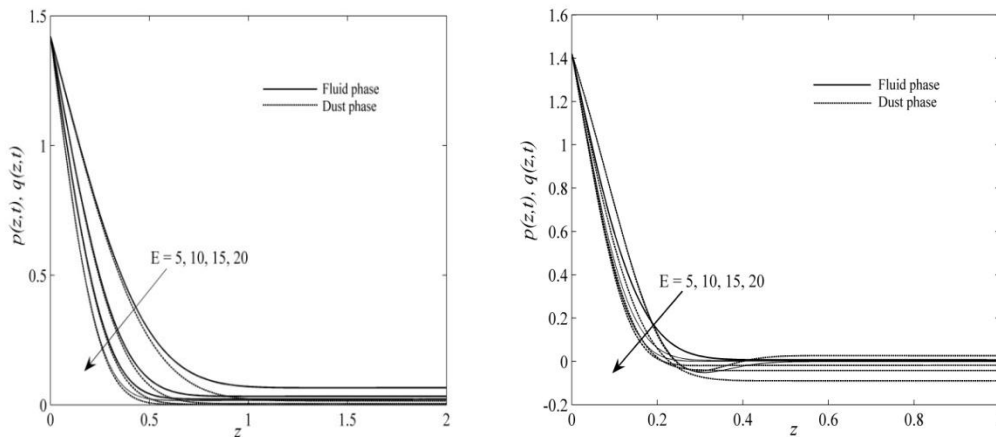 1.5
1
0.5
0
0
0.5
1
1.5
2
z
p(z,t), q(z,t)
Fluid phase
Dust phase
E = 5, 10, 15, 20
1.6
1.4
1.2
1
0.8
0.6
0.4
0.2
0
-0.2
0
0.2
0.4
0.6
0.8
z
p(z,t), q(z,t)
Fluid phase
Dust phase
E = 5, 10, 15, 20